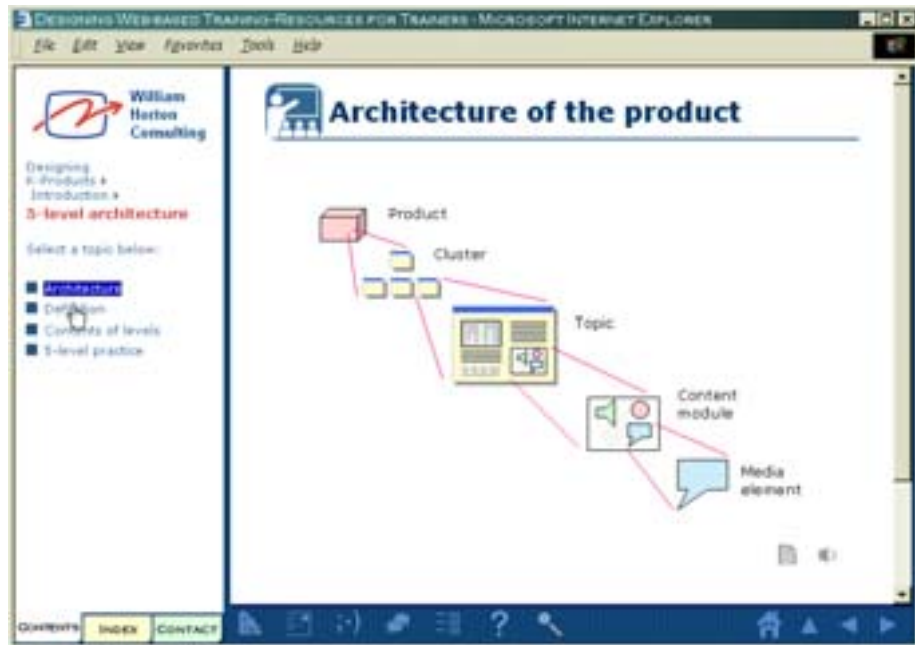 Designing Web-based Training-Resources for Trainers - Microsoft Internet Explorer
File Edit View Favorites Tools Help
William
Horton
Consulting
Designing
Introduction
5-level architecture
Select a topic below:
Architecture
Definition
Contents of levels
5-level practice
Contents Index Contact
Architecture of the product
Product
Cluster
Topic
Content
module
Media
element